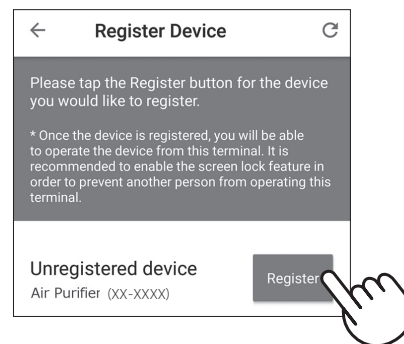 Register Device
Please tap the Register button for the device
you would like to register.
* Once the device is registered, you will be able
to operate the device from this terminal. It is
recommended to enable the screen lock feature in
order to prevent another person from operating this
terminal.
Unregistered device
Register
Air Purifier (XX-XXXX)